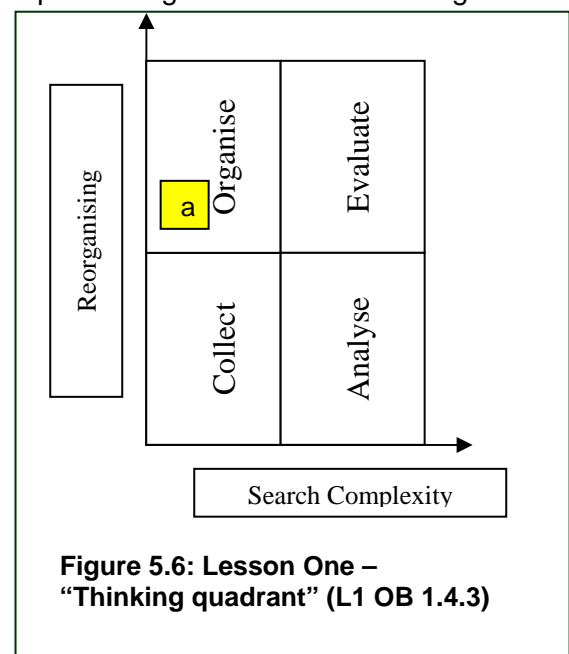 Reorganising
Organise
Evaluate
a
Collect
Analyse
Search Complexity
Figure 5.6: Lesson One –
“Thinking quadrant” (L1 OB 1.4.3)